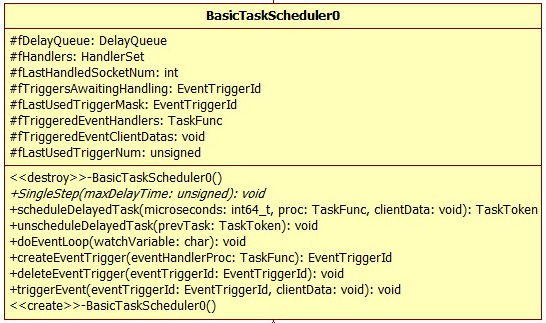 BasicTaskScheduler0
#fDelayQueue: DelayQueue
#fHandlers: HandlerSet
#fLastHandledSocketNum: int
#fTriggersAwaitingHandling: EventTriggerId
#fLastUsedTriggerMask: EventTriggerId
#fTriggeredEventHandlers: TaskFunc
#fTriggeredEventClientDatas: void
#fLastUsedTriggerNum: unsigned
<<destroy>>-BasicTaskScheduler0()
+SingleStep(maxDelayTime: unsigned): void
+scheduleDelayedTask(microseconds: int64_t, proc: TaskFunc, clientData: void): TaskToken
+unscheduleDelayedTask(prevTask: TaskToken): void
+doEventLoop(watchVariable: char): void
+createEventTrigger(eventHandlerProc: TaskFunc): EventTriggerId
+deleteEventTrigger(eventTriggerId: EventTriggerId): void
+triggerEvent(eventTriggerId: EventTriggerId, clientData: void): void
<<create>>-BasicTaskScheduler0()